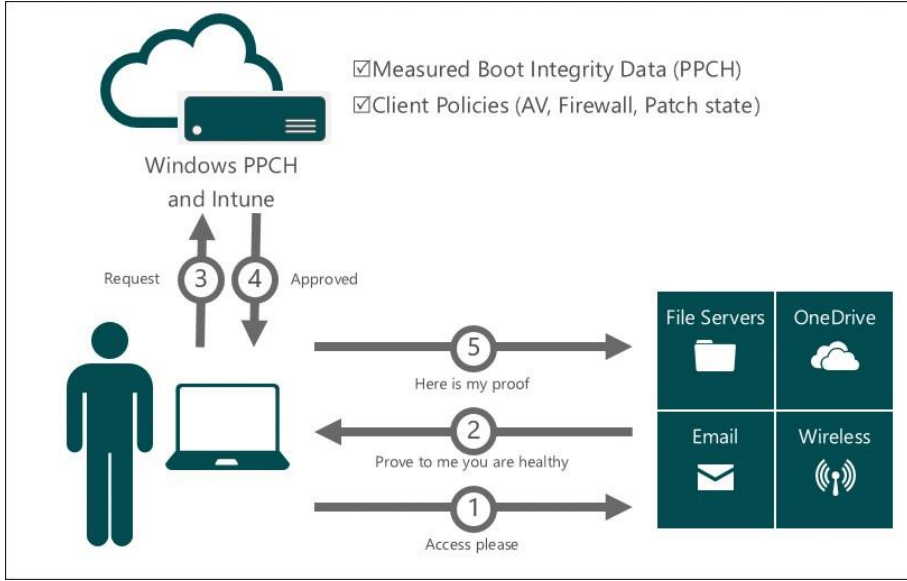 ☑Measured Boot Integrity Data (PPCH)
☑Client Policies (AV, Firewall, Patch state)
Windows PPCH
and Intune
Request
3
4
Approved
5
Here is my proof
2
Prove to me you are healthy
1
Access please
File Servers
OneDrive
Email
Wireless